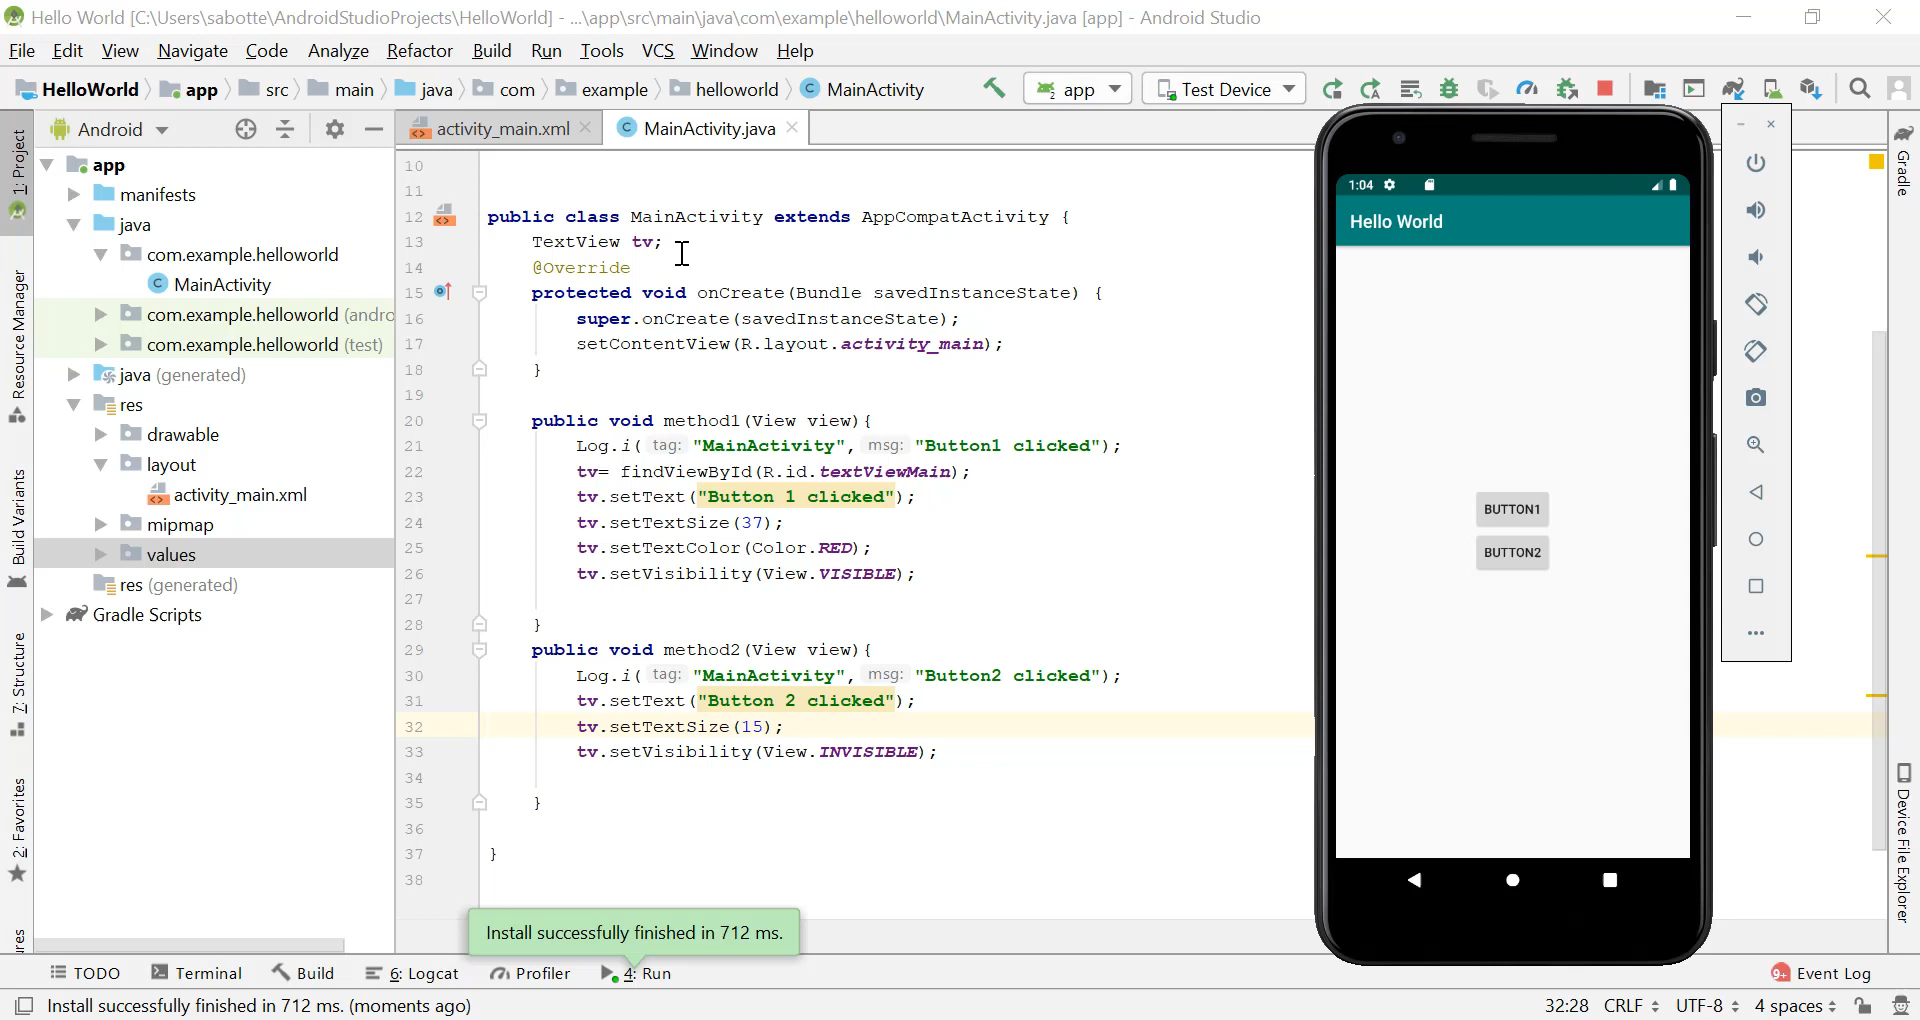 Hello World [C:\Users\sabotte\AndroidStudioProjects\HelloWorld] - ...\app\src\main\java\com\example\helloworld\MainActivity.java [app] - Android Studio
File Edit View Navigate Code Analyze Refactor Build Run Tools VCS Window Help
HelloWorld app src main java com example helloworld MainActivity app Test Device
1: Project
Resource Manager
Build Variants
7: Structure
2: Favorites
Android
app
manifests
java
com.example.helloworld
MainActivity
com.example.helloworld (andro
com.example.helloworld (test)
java (generated)
res
drawable
layout
activity_main.xml
mipmap
values
res (generated)
Gradle Scripts
activity_main.xml MainActivity.java
10
11
12 public class MainActivity extends AppCompatActivity {
13 TextView tv;
14 @Override
15 protected void onCreate(Bundle savedInstanceState) {
16 super.onCreate(savedInstanceState);
17 setContentView(R.layout.activity_main);
18 }
19
20 public void method1(View view){
21 Log.i( tag: "MainActivity", msg: "Button1 clicked");
22 tv= findViewById(R.id.textViewMain);
23 tv.setText("Button 1 clicked");
24 tv.setTextSize(37);
25 tv.setTextColor(Color.RED);
26 tv.setVisibility(View.VISIBLE);
27
28 }
29 public void method2(View view){
30 Log.i( tag: "MainActivity", msg: "Button2 clicked");
31 tv.setText("Button 2 clicked");
32 tv.setTextSize(15);
33 tv.setVisibility(View.INVISIBLE);
34
35 }
36
37 }
38
1:04
Hello World
BUTTON1
BUTTON2
Gradle
Device File Explorer
Install successfully finished in 712 ms.
TODO Terminal Build 6: Logcat Profiler 4: Run 9+ Event Log
Install successfully finished in 712 ms. (moments ago) 32:28 CRLF UTF-8 4 spaces